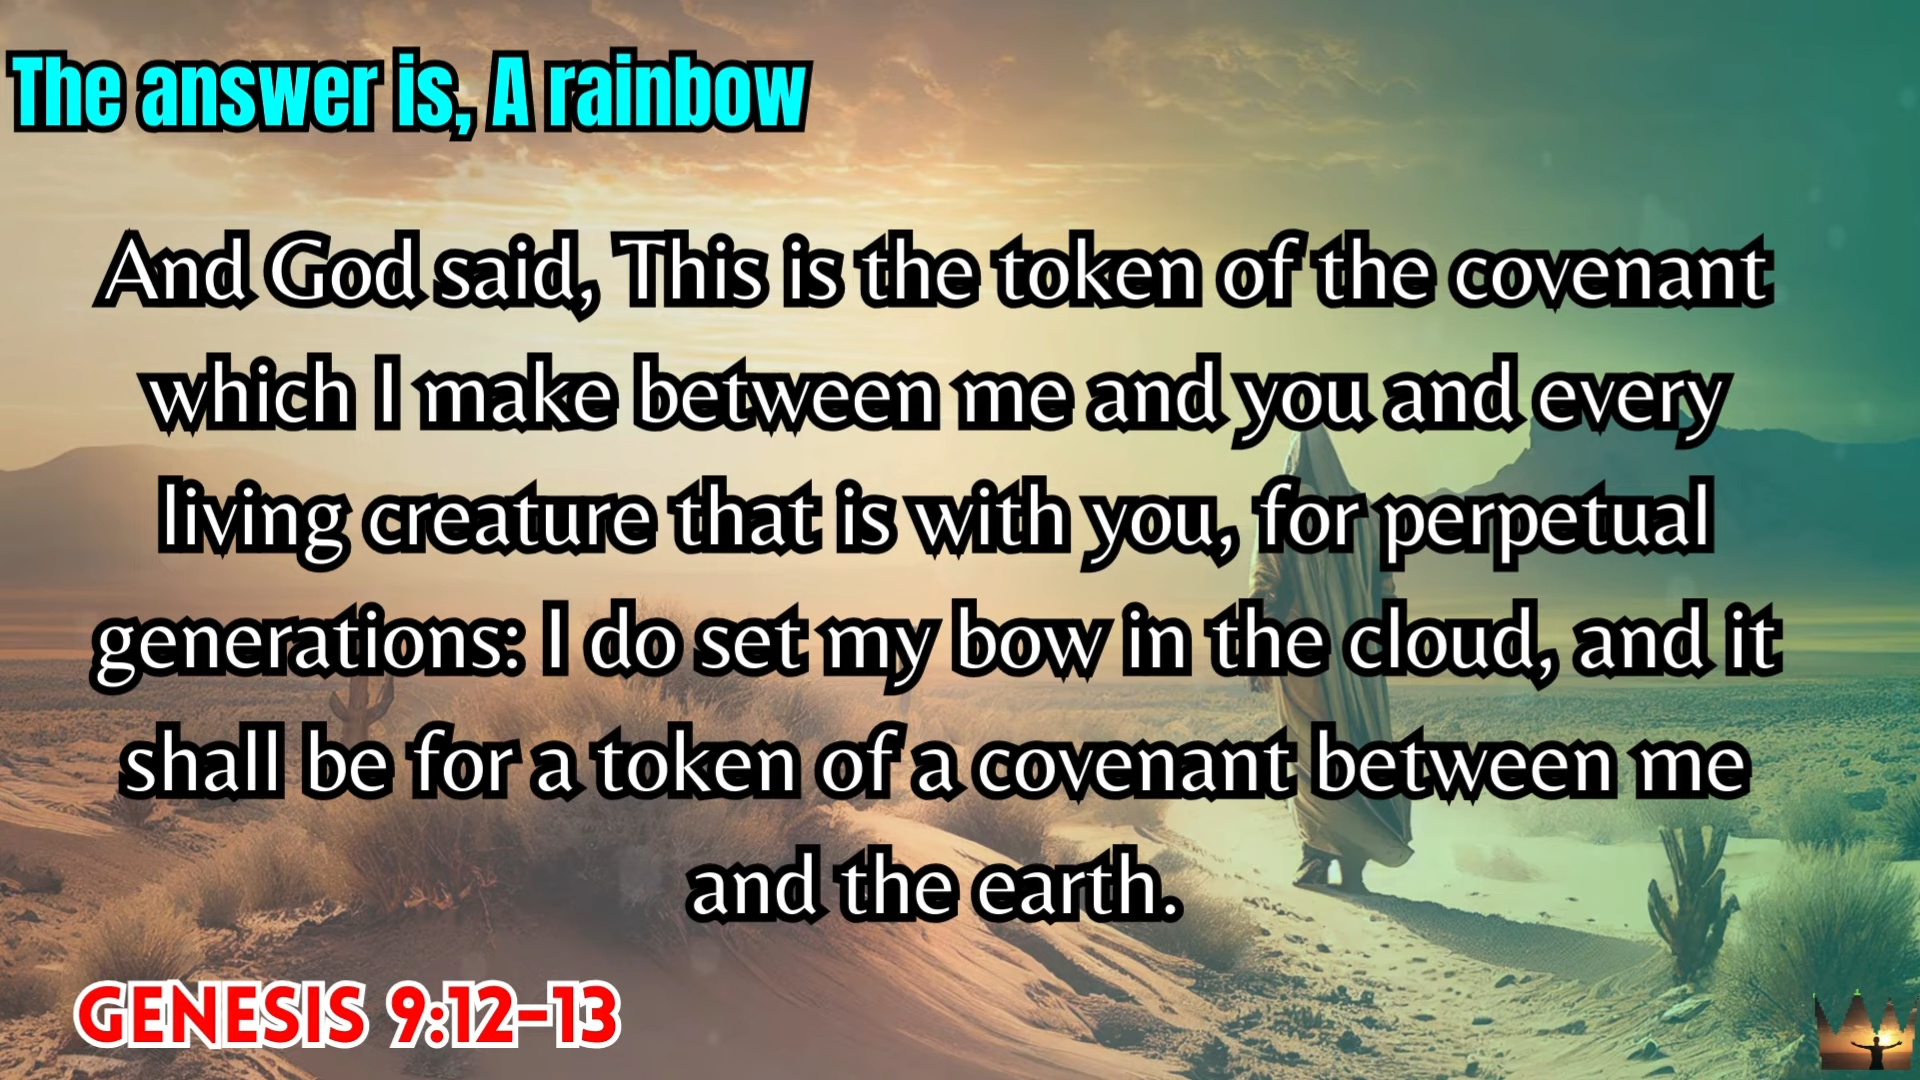 The answer is, A rainbow
And God said, This is the token of the covenant
which I make between me and you and every
living creature that is with you, for perpetual
generations: I do set my bow in the cloud, and it
shall be for a token of a covenant between me
and the earth.
GENESIS 9:12-13